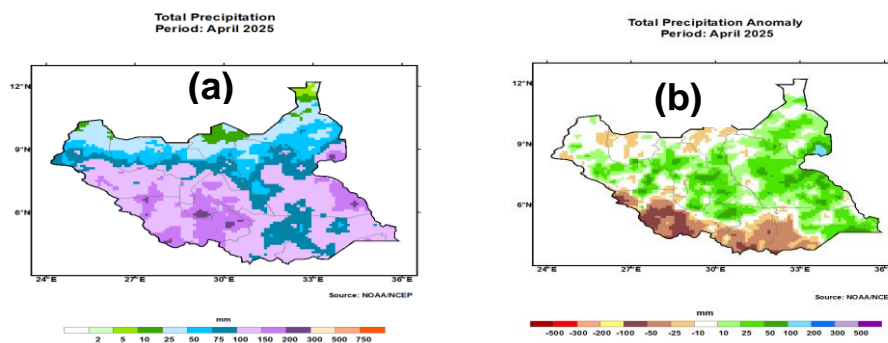 Total Precipitation
Period: April 2025
(a)
12°N
9°N
6°N
24°E 27°E 30°E 33°E 36°E
Source: NOAA/NCEP
mm
2 5 10 25 50 75 100 150 200 300 500 750
Total Precipitation Anomaly
Period: April 2025
(b)
12°N
9°N
6°N
24°E 27°E 30°E 33°E 36°E
Source: NOAA/NCE
mm
-500 -300 -200 -100 -50 -25 -10 10 25 50 100 200 300 500